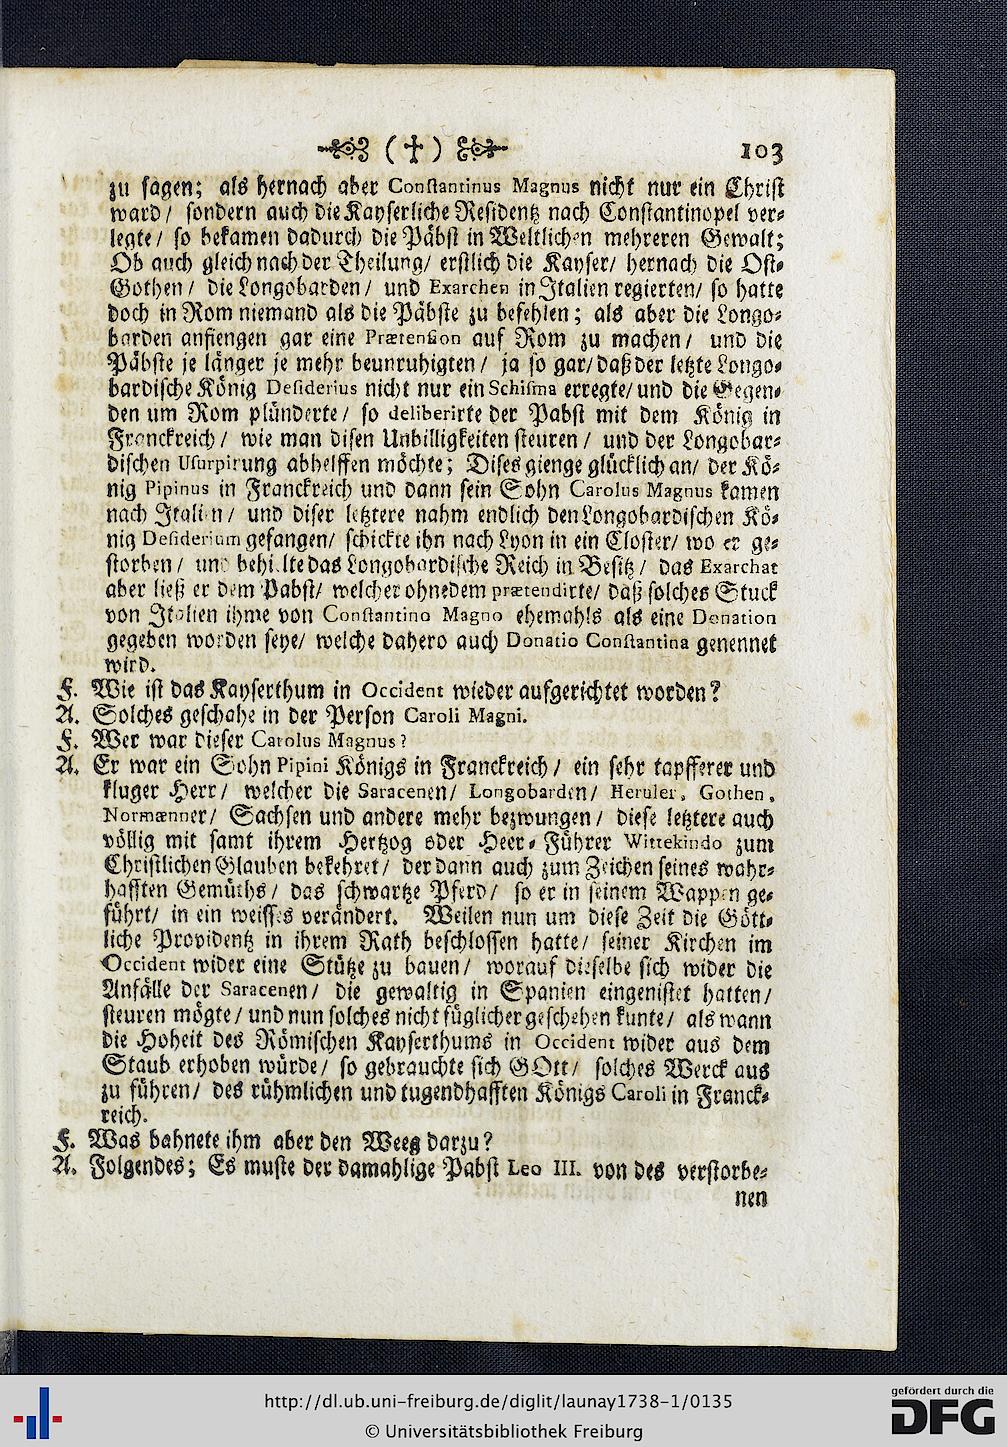 ( † ) 103
zu sagen; als hernach aber Constantinus Magnus nicht nur ein Christ
ward/ sondern auch die Kayserliche Residentz nach Constantinopel ver-
legte/ so bekamen dadurch die Päbst in Weltlichen mehreren Gewalt;
Ob auch gleich nach der Theilung/ erstlich die Kayser/ hernach die Ost-
Gothen/ die Longobarden/ und Exarchen in Italien regierten/ so hatte
doch in Rom niemand als die Päbste zu befehlen; als aber die Longo-
barden anfiengen gar eine Prætension auf Rom zu machen/ und die
Päbste je länger je mehr beunruhigten/ ja so gar/ daß der letzte Longo-
bardische König Desiderius nicht nur ein Schisma erregte/ und die Gegen-
den um Rom plünderte/ so deliberirte der Pabst mit dem König in
Franckreich/ wie man disen Unbilligkeiten steuren/ und der Longobar-
dischen Usurpirung abhelffen möchte; Dises gienge glücklich an/ der Kö-
nig Pipinus in Franckreich und dann sein Sohn Carolus Magnus kamen
nach Italien/ und diser letztere nahm endlich den Longobardischen Kö-
nig Desiderium gefangen/ schickte ihn nach Lyon in ein Closter/ wo er ge-
storben/ und behielte das Longobardische Reich in Besitz/ das Exarchat
aber ließ er dem Pabst/ welcher ohnedem prætendirte/ daß solches Stuck
von Italien ihme von Constantino Magno ehemahls als eine Donation
gegeben worden seye/ welche dahero auch Donatio Constantina genennet
wird.
F. Wie ist das Kayserthum in Occident wieder aufgerichtet worden?
A. Solches geschahe in der Person Caroli Magni.
F. Wer war dieser Carolus Magnus?
A. Er war ein Sohn Pipini Königs in Franckreich/ ein sehr tapfferer und
kluger Herr/ welcher die Saracenen/ Longobarden/ Heruler, Gothen,
Normænner/ Sachsen und andere mehr bezwungen/ diese letztere auch
völlig mit samt ihrem Hertzog oder Heer-Führer Wittekindo zum
Christlichen Glauben bekehret/ der dann auch zum Zeichen seines wahr-
hafften Gemüths/ das schwartze Pferd/ so er in seinem Wappen ge-
führt/ in ein weisses verändert. Weilen nun um diese Zeit die Gött-
liche Providentz in ihrem Rath beschlossen hatte/ seiner Kirchen im
Occident wider eine Stütze zu bauen/ worauf dieselbe sich wider die
Anfälle der Saracenen/ die gewaltig in Spanien eingenistet hatten/
steuren mögte/ und nun solches nicht füglicher geschehen kunte/ als wann
die Hoheit des Römischen Kayserthums in Occident wider aus dem
Staub erhoben würde/ so gebrauchte sich GOtt/ solches Werck aus
zu führen/ des rühmlichen und tugendhafften Königs Caroli in Franck-
reich.
F. Was bahnete ihm aber den Weeg darzu?
A. Folgendes; Es muste der damahlige Pabst Leo III. von des verstorbe-
nen
http://dl.ub.uni-freiburg.de/diglit/launay1738-1/0135
© Universitätsbibliothek Freiburg
gefördert durch die
DFG